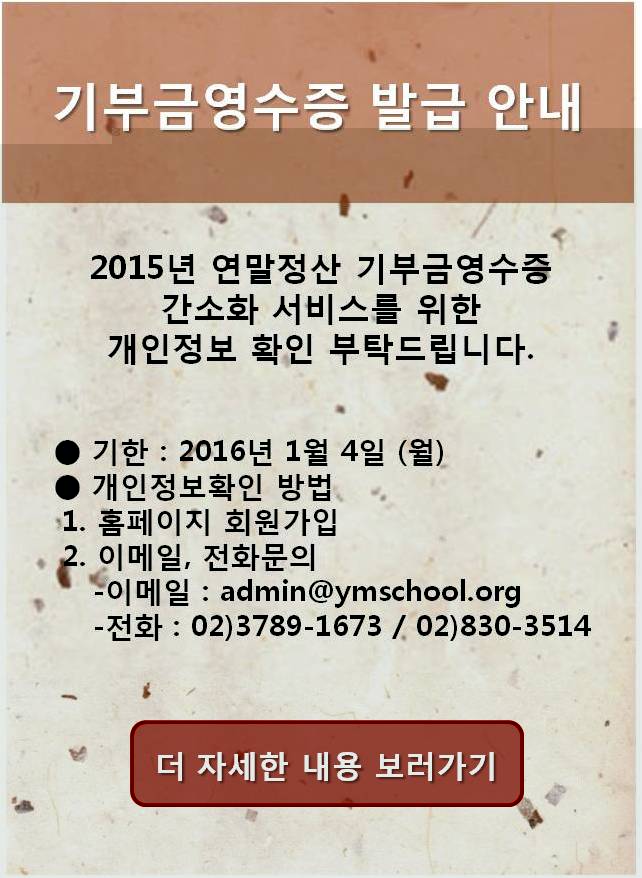 기부금영수증 발급 안내
2015년 연말정산 기부금영수증
간소화 서비스를 위한
개인정보 확인 부탁드립니다.
● 기한 : 2016년 1월 4일 (월)
● 개인정보확인 방법
1. 홈페이지 회원가입
2. 이메일, 전화문의
-이메일 : admin@ymschool.org
-전화 : 02)3789-1673 / 02)830-3514
더 자세한 내용 보러가기